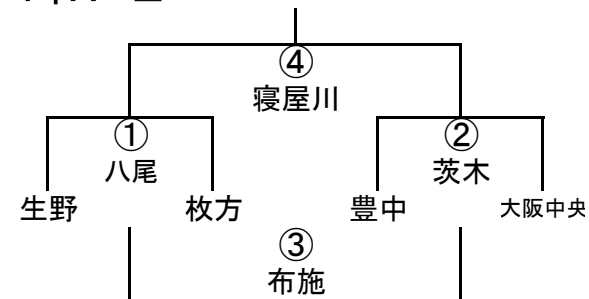 ④
寝屋川
① ②
八尾 茨木
生野 枚方 豊中 大阪中央
③
布施